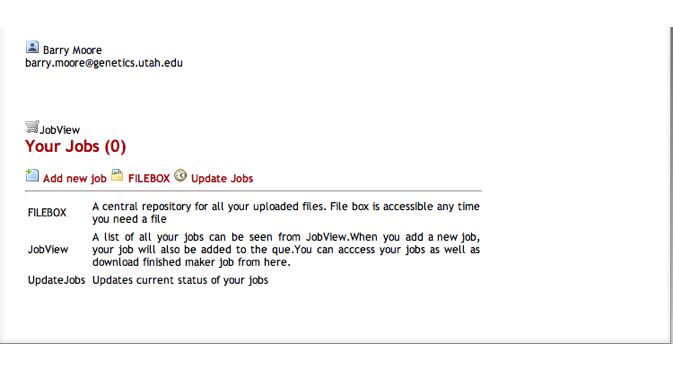 Barry Moore
barry.moore@genetics.utah.edu
JobView
Your Jobs (0)
Add new job FILEBOX Update Jobs
FILEBOX A central repository for all your uploaded files. File box is accessible any time
you need a file
A list of all your jobs can be seen from JobView.When you add a new job,
JobView your job will also be added to the que.You can acccess your jobs as well as
download finished maker job from here.
UpdateJobs Updates current status of your jobs